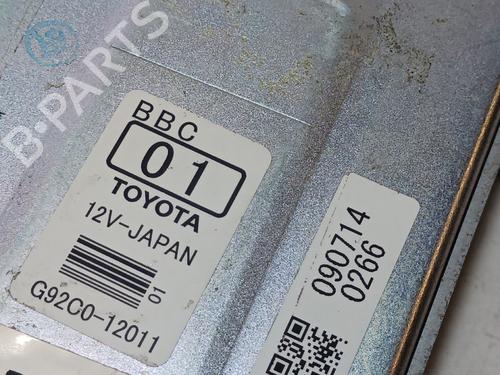 B-PARTS
BBC
01
TOYOTA
12V-JAPAN
01
G92C0-12011
090714
0266